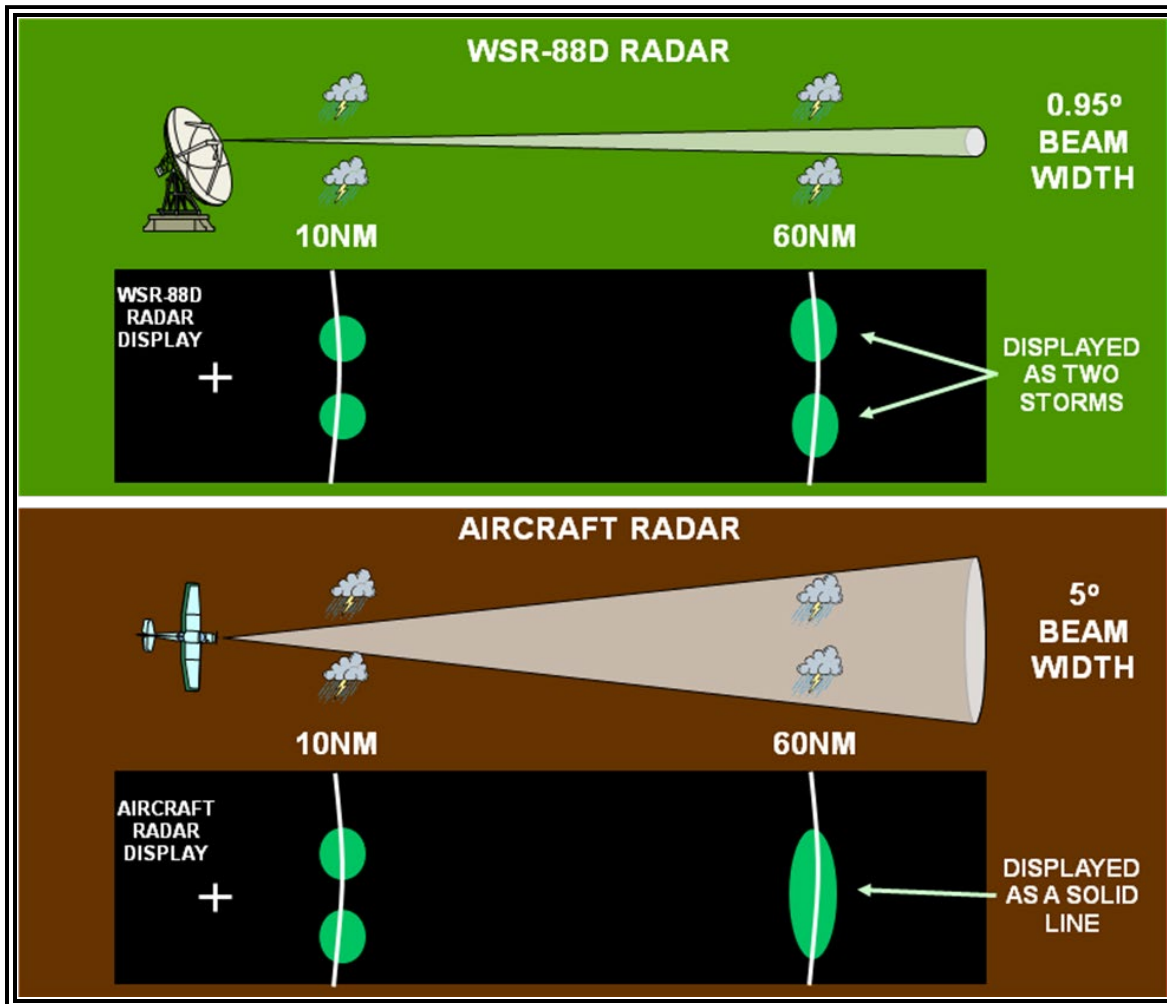 WSR-88D RADAR
0.95º
BEAM
WIDTH
10NM
60NM
WSR-88D
RADAR
DISPLAY
DISPLAYED
AS TWO
STORMS
AIRCRAFT RADAR
5º
BEAM
WIDTH
10NM
60NM
AIRCRAFT
RADAR
DISPLAY
DISPLAYED
AS A SOLID
LINE